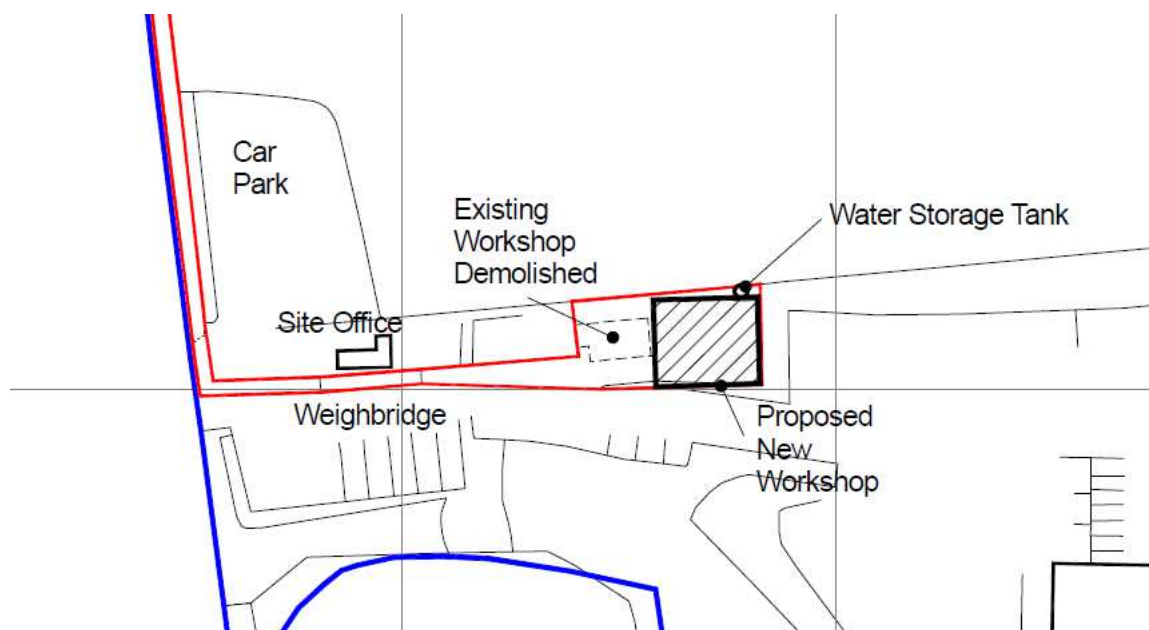 Car
Park
Existing
Workshop
Demolished
Water Storage Tank
Site Office
Weighbridge
Proposed
New
Workshop